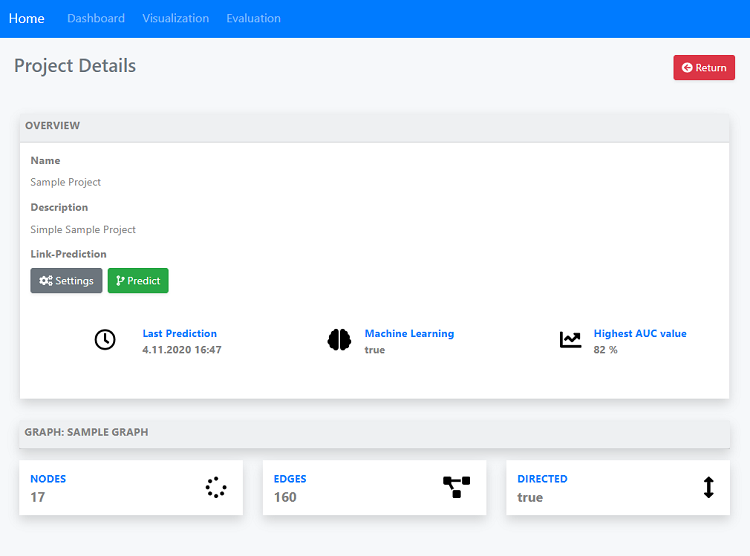 Home Dashboard Visualization Evaluation
Project Details
Return
OVERVIEW
Name
Sample Project
Description
Simple Sample Project
Link-Prediction
Settings Predict
Last Prediction Machine Learning Highest AUC value
4.11.2020 16:47 true 82 %
GRAPH: SAMPLE GRAPH
NODES EDGES DIRECTED
17 160 true